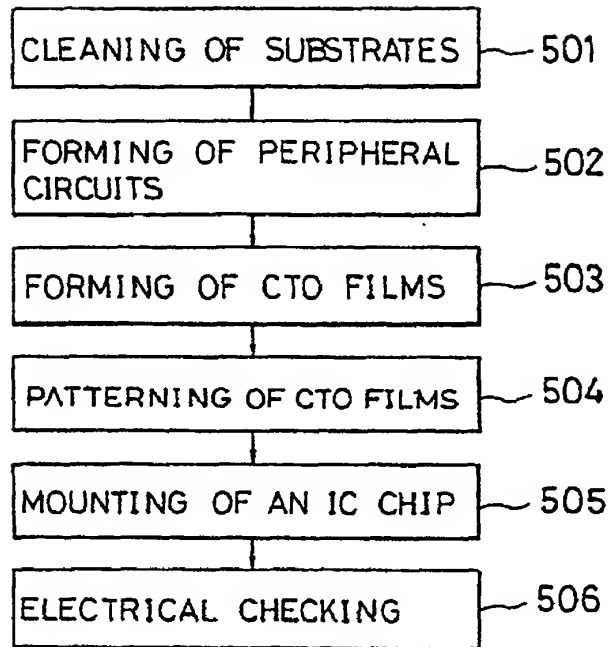 CLEANING OF SUBSTRATES 501
FORMING OF PERIPHERAL
CIRCUITS 502
FORMING OF CTO FILMS 503
PATTERNING OF CTO FILMS 504
MOUNTING OF AN IC CHIP 505
ELECTRICAL CHECKING 506